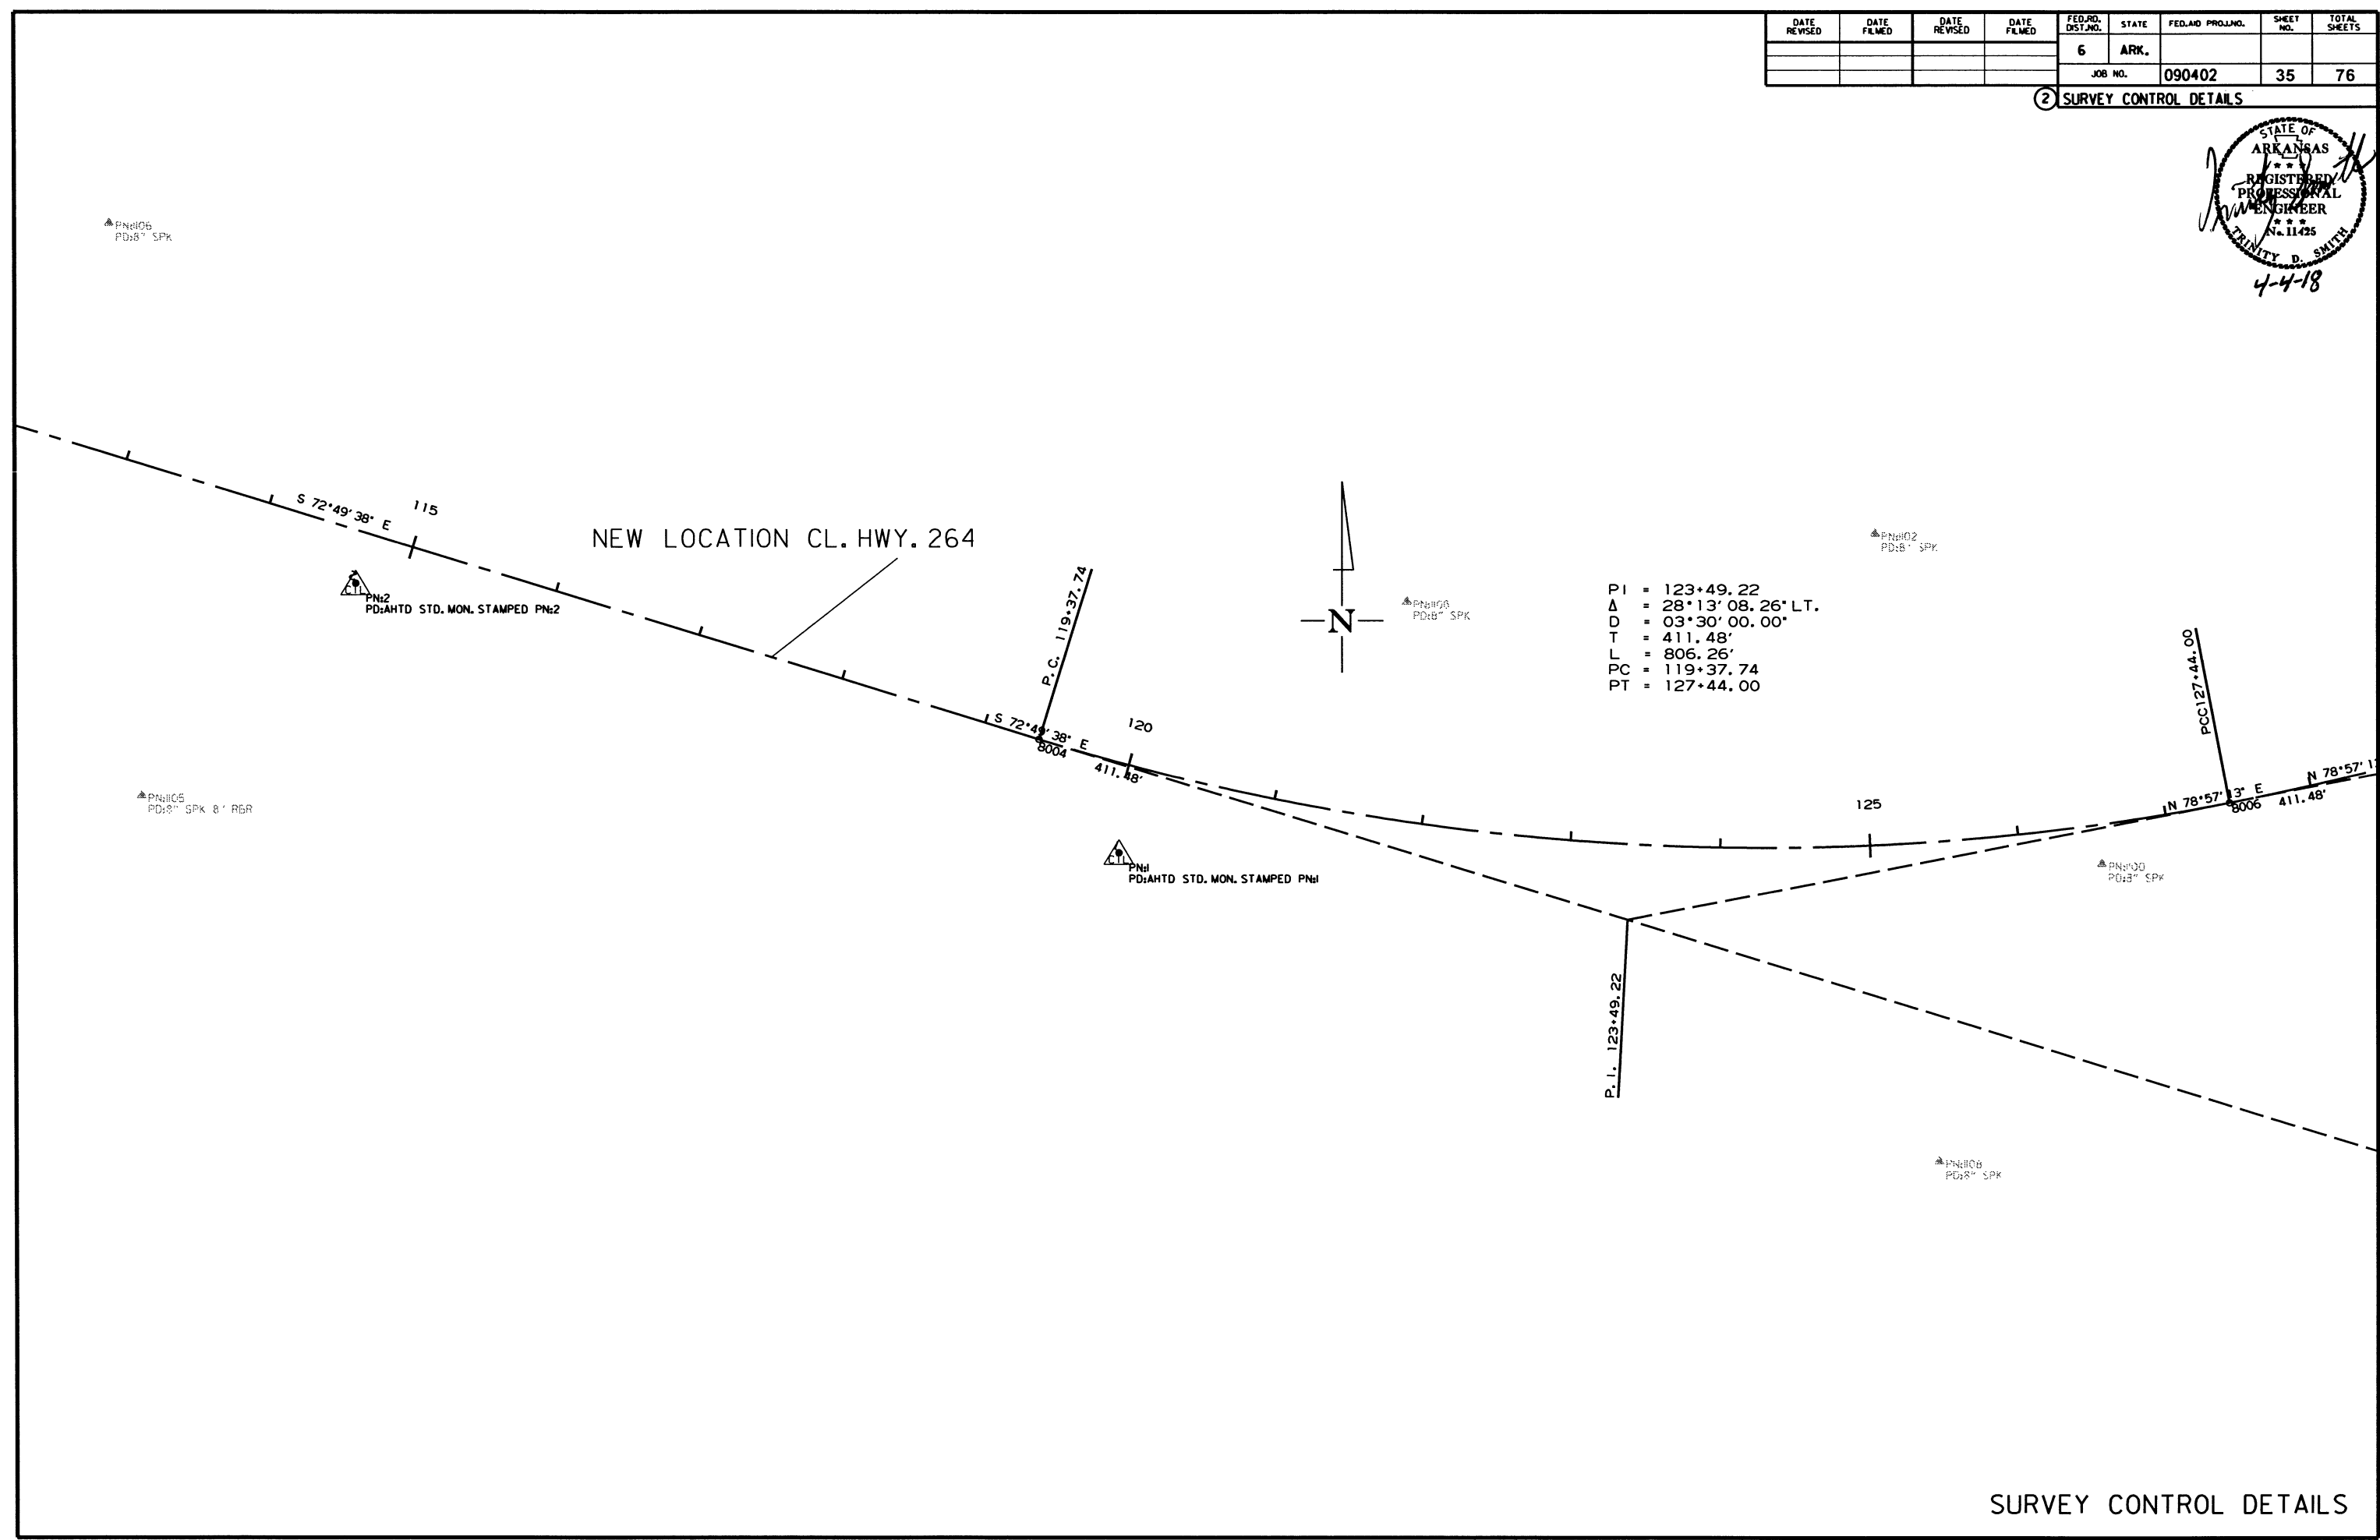 DATE REVISED
DATE FILMED
DATE REVISED
DATE FILMED
FED.RD. DIST.NO.
STATE
FED.AID PROJ.NO.
SHEET NO.
TOTAL SHEETS
6
ARK.
JOB NO.
090402
35
76
2
SURVEY CONTROL DETAILS
STATE OF
ARKANSAS
* * *
REGISTERED
PROFESSIONAL
ENGINEER
* * *
No. 11425
TRINITY D. SMITH
4-4-18
PN:1106
PD:8" SPK
S 72°49'38" E
115
NEW LOCATION CL. HWY. 264
PN:1102
PD:8" SPK
CTL
PN:2
PD:AHTD STD. MON. STAMPED PN:2
P.C. 119+37.74
PD:8" SPK
PI = 123+49.22
Δ = 28°13'08.26" LT.
D = 03°30'00.00"
T = 411.48'
L = 806.26'
PC = 119+37.74
PT = 127+44.00
N
PCC127+44.00
S 72°49'38" E
120
8004
411.48'
N 78°57'1
N 78°57'13" E
8006
411.48'
125
PN:1105
PD:8" SPK 8' RBR
CTL
PN:1
PD:AHTD STD. MON. STAMPED PN:1
PN:1100
PD:8" SPK
P.I. 123+49.22
PN:1108
PD:8" SPK
SURVEY CONTROL DETAILS